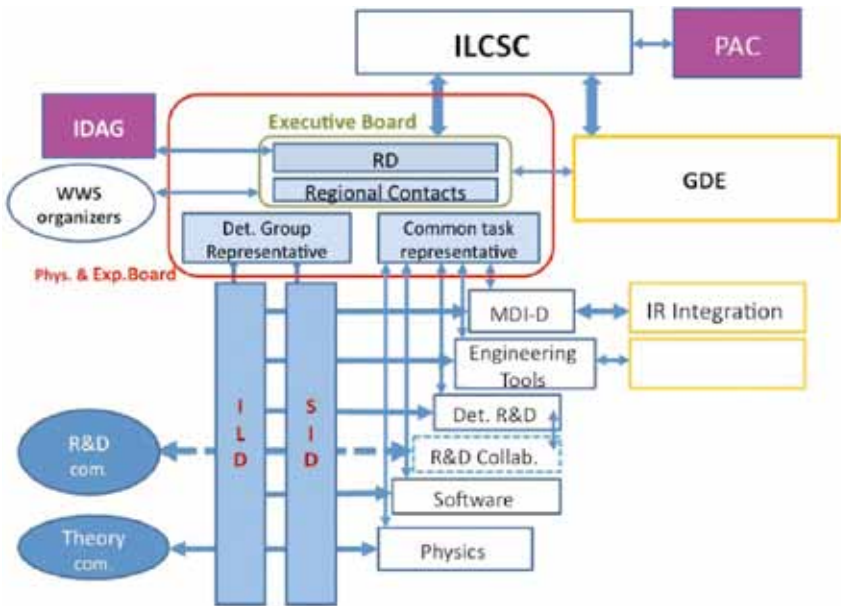 ILCSC
PAC
IDAG
Executive Board
RD
Regional Contacts
GDE
WWS
organizers
Det. Group
Representative
Common task
representative
Phys. & Exp.Board
MDI-D
IR Integration
Engineering
Tools
I
L
D
S
I
D
Det. R&D
R&D
com.
R&D Collab.
Software
Theory
com.
Physics